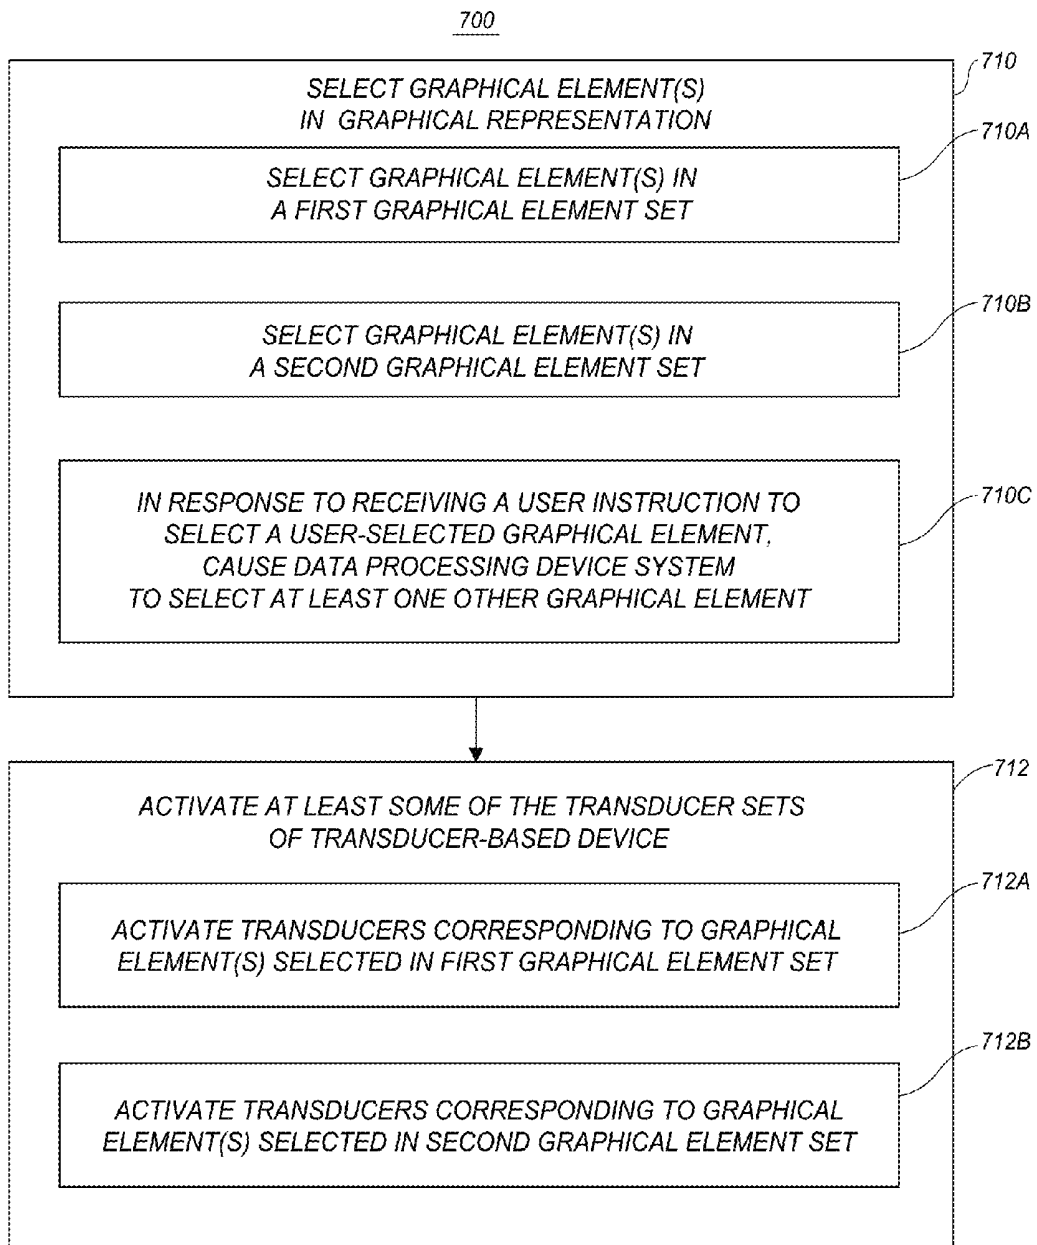 700
710
SELECT GRAPHICAL ELEMENT(S)
IN GRAPHICAL REPRESENTATION
710A
SELECT GRAPHICAL ELEMENT(S) IN
A FIRST GRAPHICAL ELEMENT SET
710B
SELECT GRAPHICAL ELEMENT(S) IN
A SECOND GRAPHICAL ELEMENT SET
710C
IN RESPONSE TO RECEIVING A USER INSTRUCTION TO
SELECT A USER-SELECTED GRAPHICAL ELEMENT,
CAUSE DATA PROCESSING DEVICE SYSTEM
TO SELECT AT LEAST ONE OTHER GRAPHICAL ELEMENT
712
ACTIVATE AT LEAST SOME OF THE TRANSDUCER SETS
OF TRANSDUCER-BASED DEVICE
712A
ACTIVATE TRANSDUCERS CORRESPONDING TO GRAPHICAL
ELEMENT(S) SELECTED IN FIRST GRAPHICAL ELEMENT SET
712B
ACTIVATE TRANSDUCERS CORRESPONDING TO GRAPHICAL
ELEMENT(S) SELECTED IN SECOND GRAPHICAL ELEMENT SET